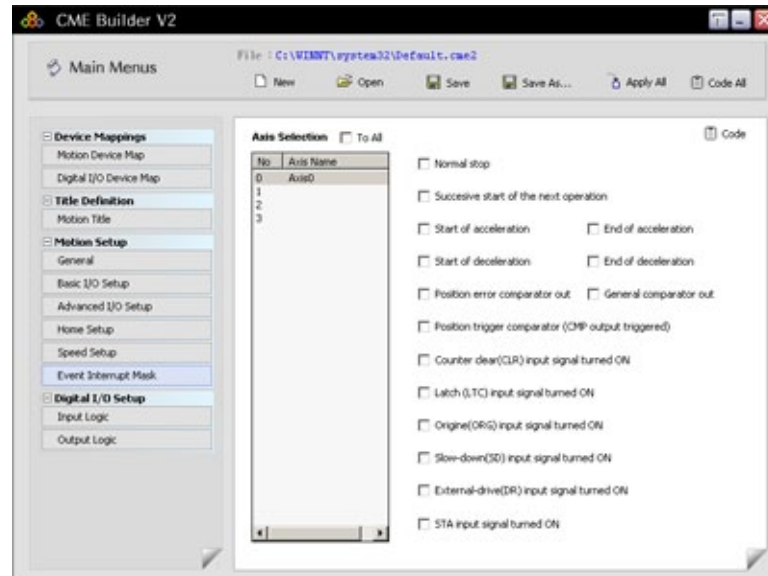 CME Builder V2
Main Menus
File : C:\WINNT\system32\Default.cme2
New Open Save Save As... Apply All Code All
Device Mappings
Motion Device Map
Digital I/O Device Map
Title Definition
Motion Title
Motion Setup
General
Basic I/O Setup
Advanced I/O Setup
Home Setup
Speed Setup
Event Interrupt Mask
Digital I/O Setup
Input Logic
Output Logic
Axis Selection To All
Code
No Axis Name
0 Axis0
1
2
3
Normal stop
Succesive start of the next operation
Start of acceleration End of acceleration
Start of deceleration End of deceleration
Position error comparator out General comparator out
Position trigger comparator (CMP output triggered)
Counter clear(CLR) input signal turned ON
Latch (LTC) input signal turned ON
Origine(ORG) input signal turned ON
Slow-down(SD) input signal turned ON
External-drive(DR) input signal turned ON
STA input signal turned ON